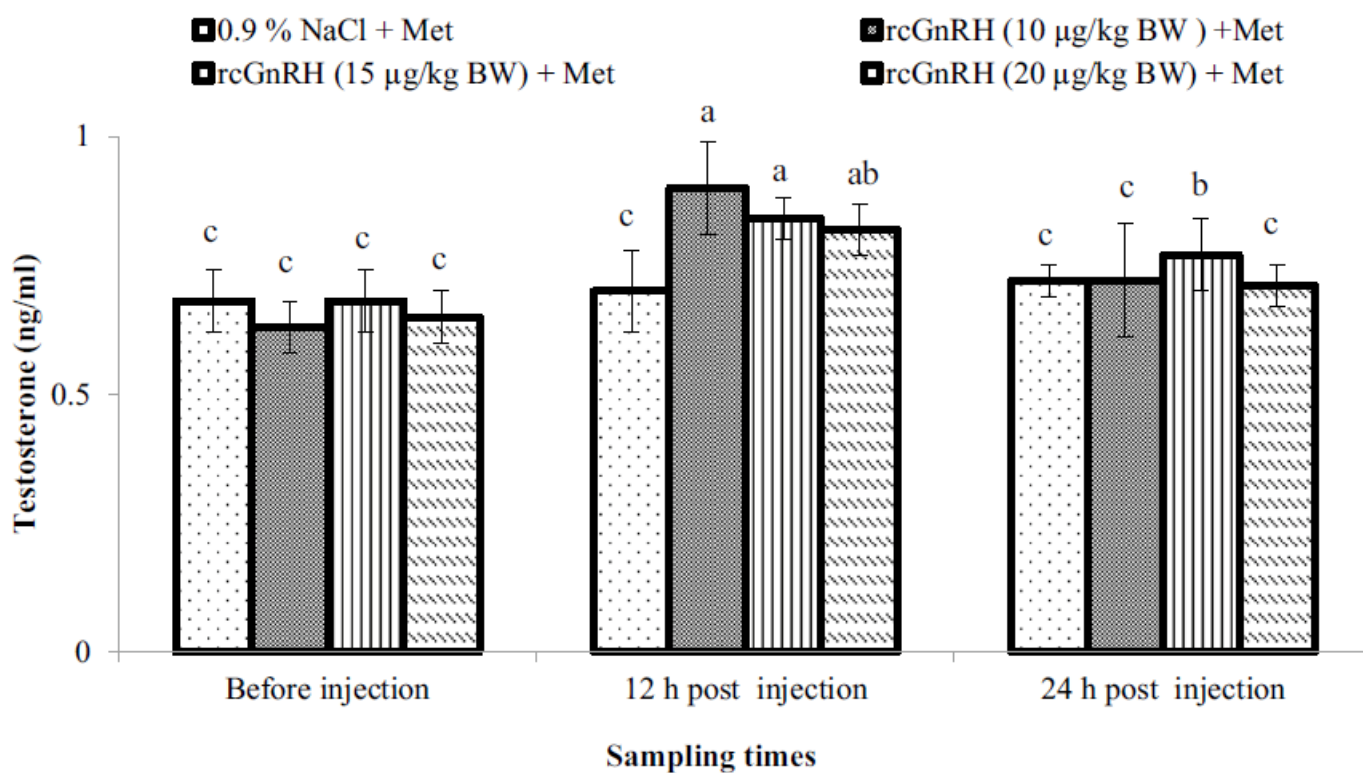 0.9 % NaCl + Met
rcGnRH (10 µg/kg BW ) +Met
rcGnRH (15 µg/kg BW) + Met
rcGnRH (20 µg/kg BW) + Met
Testosterone (ng/ml)
1
0.5
0
c
c
c
c
c
a
a
ab
c
c
b
c
Before injection
12 h post injection
24 h post injection
Sampling times